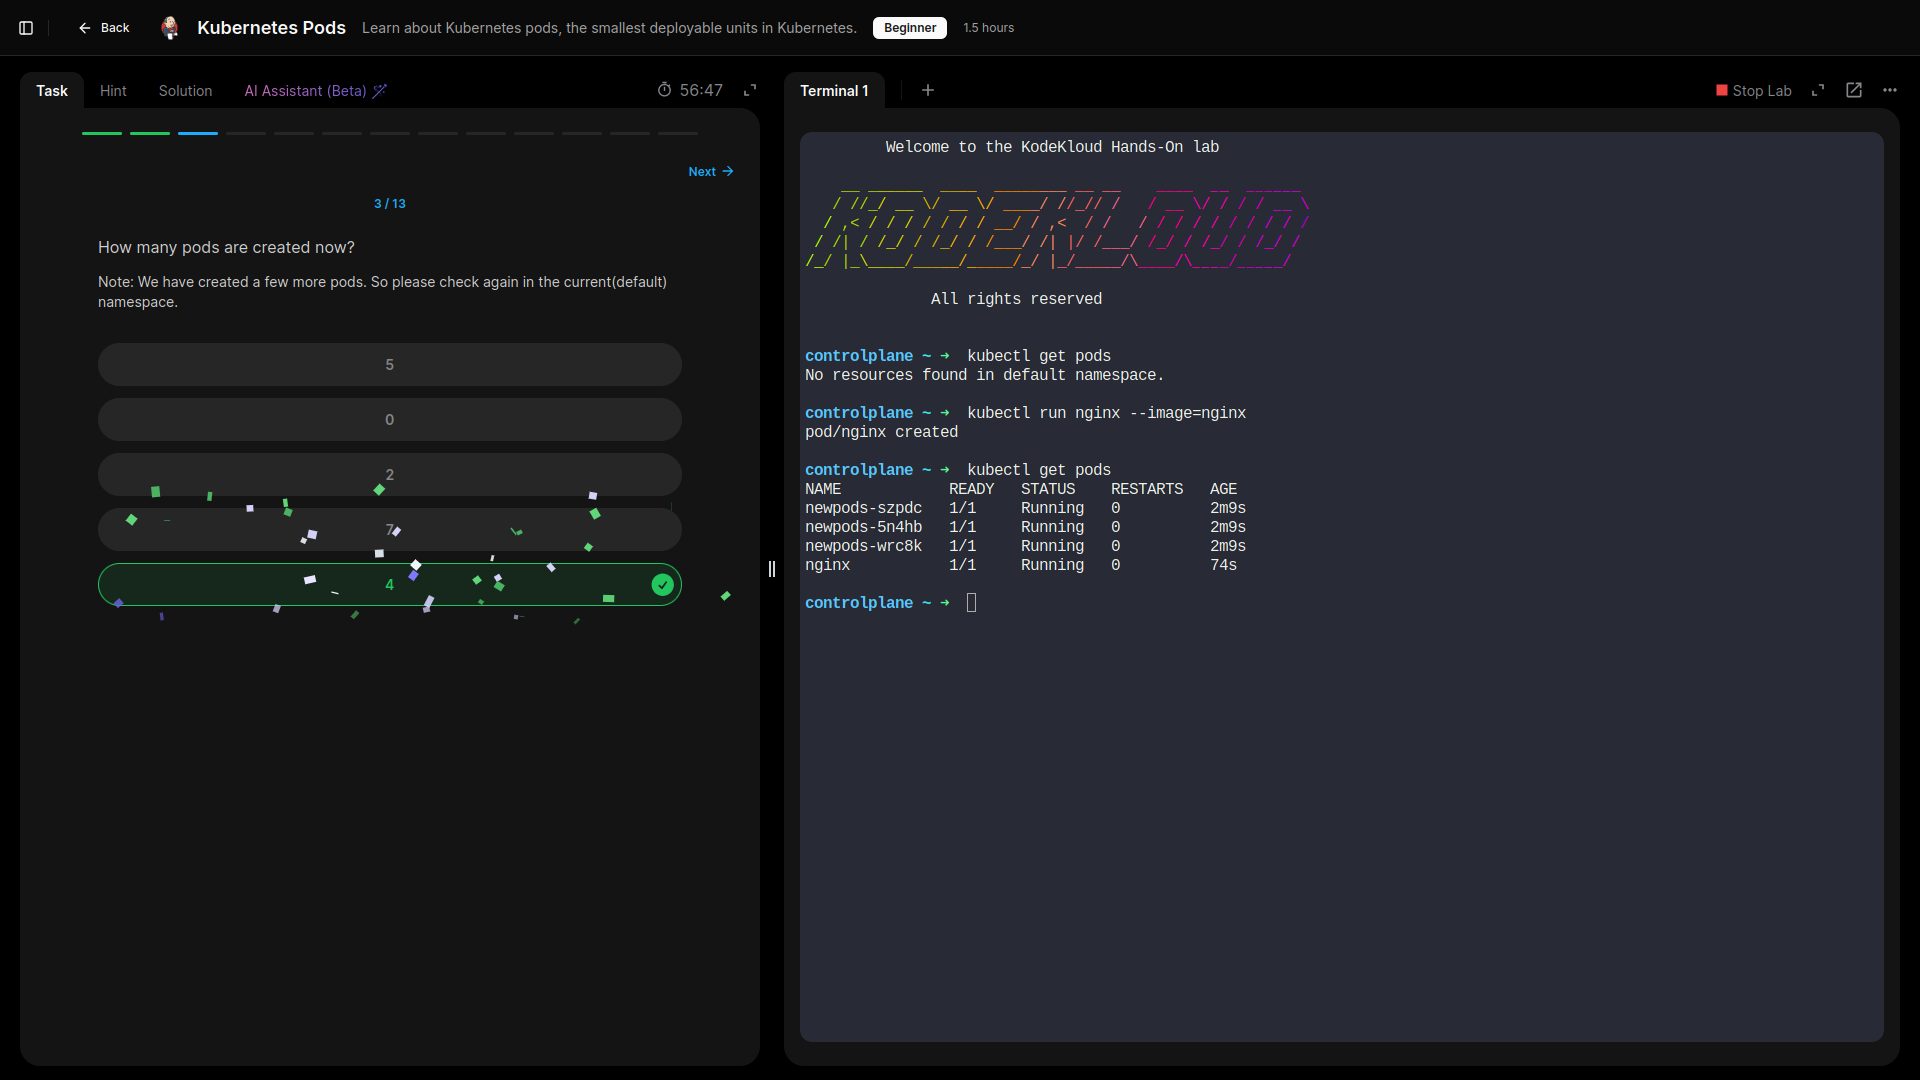 Back
Kubernetes Pods
Learn about Kubernetes pods, the smallest deployable units in Kubernetes.
Beginner
1.5 hours
Task
Hint
Solution
AI Assistant (Beta)
56:47
Terminal 1
Stop Lab
Next
3 / 13
How many pods are created now?
Note: We have created a few more pods. So please check again in the current(default)
namespace.
5
0
2
7
4
Welcome to the KodeKloud Hands-On lab
KODEKLOUD
All rights reserved
controlplane ~ ➜  kubectl get pods
No resources found in default namespace.
controlplane ~ ➜  kubectl run nginx --image=nginx
pod/nginx created
controlplane ~ ➜  kubectl get pods
NAME            READY   STATUS    RESTARTS   AGE
newpods-szpdc   1/1     Running   0          2m9s
newpods-5n4hb   1/1     Running   0          2m9s
newpods-wrc8k   1/1     Running   0          2m9s
nginx           1/1     Running   0          74s
controlplane ~ ➜